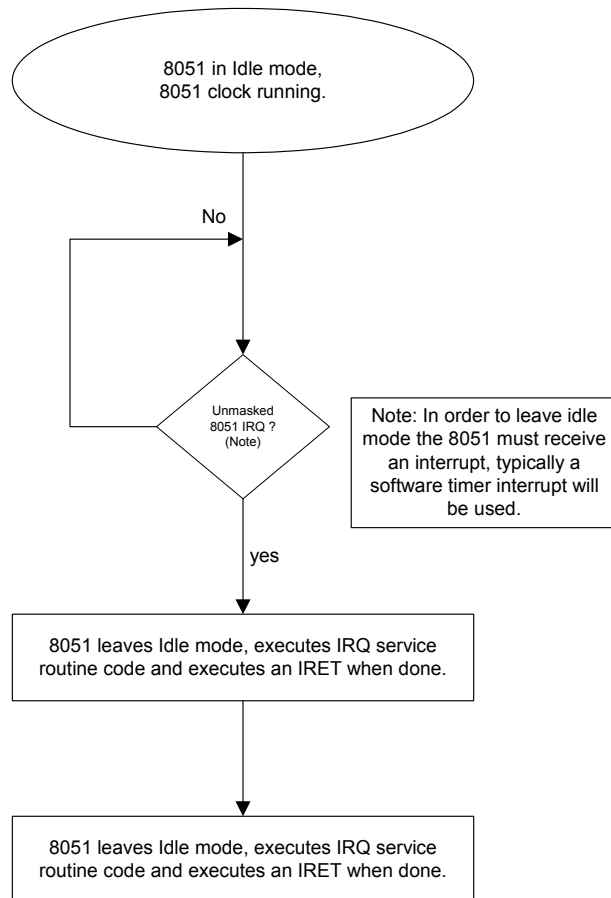 8051 in Idle mode,
8051 clock running.
No
Unmasked
8051 IRQ ?
(Note)
Note: In order to leave idle
mode the 8051 must receive
an interrupt, typically a
software timer interrupt will
be used.
yes
8051 leaves Idle mode, executes IRQ service
routine code and executes an IRET when done.
8051 leaves Idle mode, executes IRQ service
routine code and executes an IRET when done.